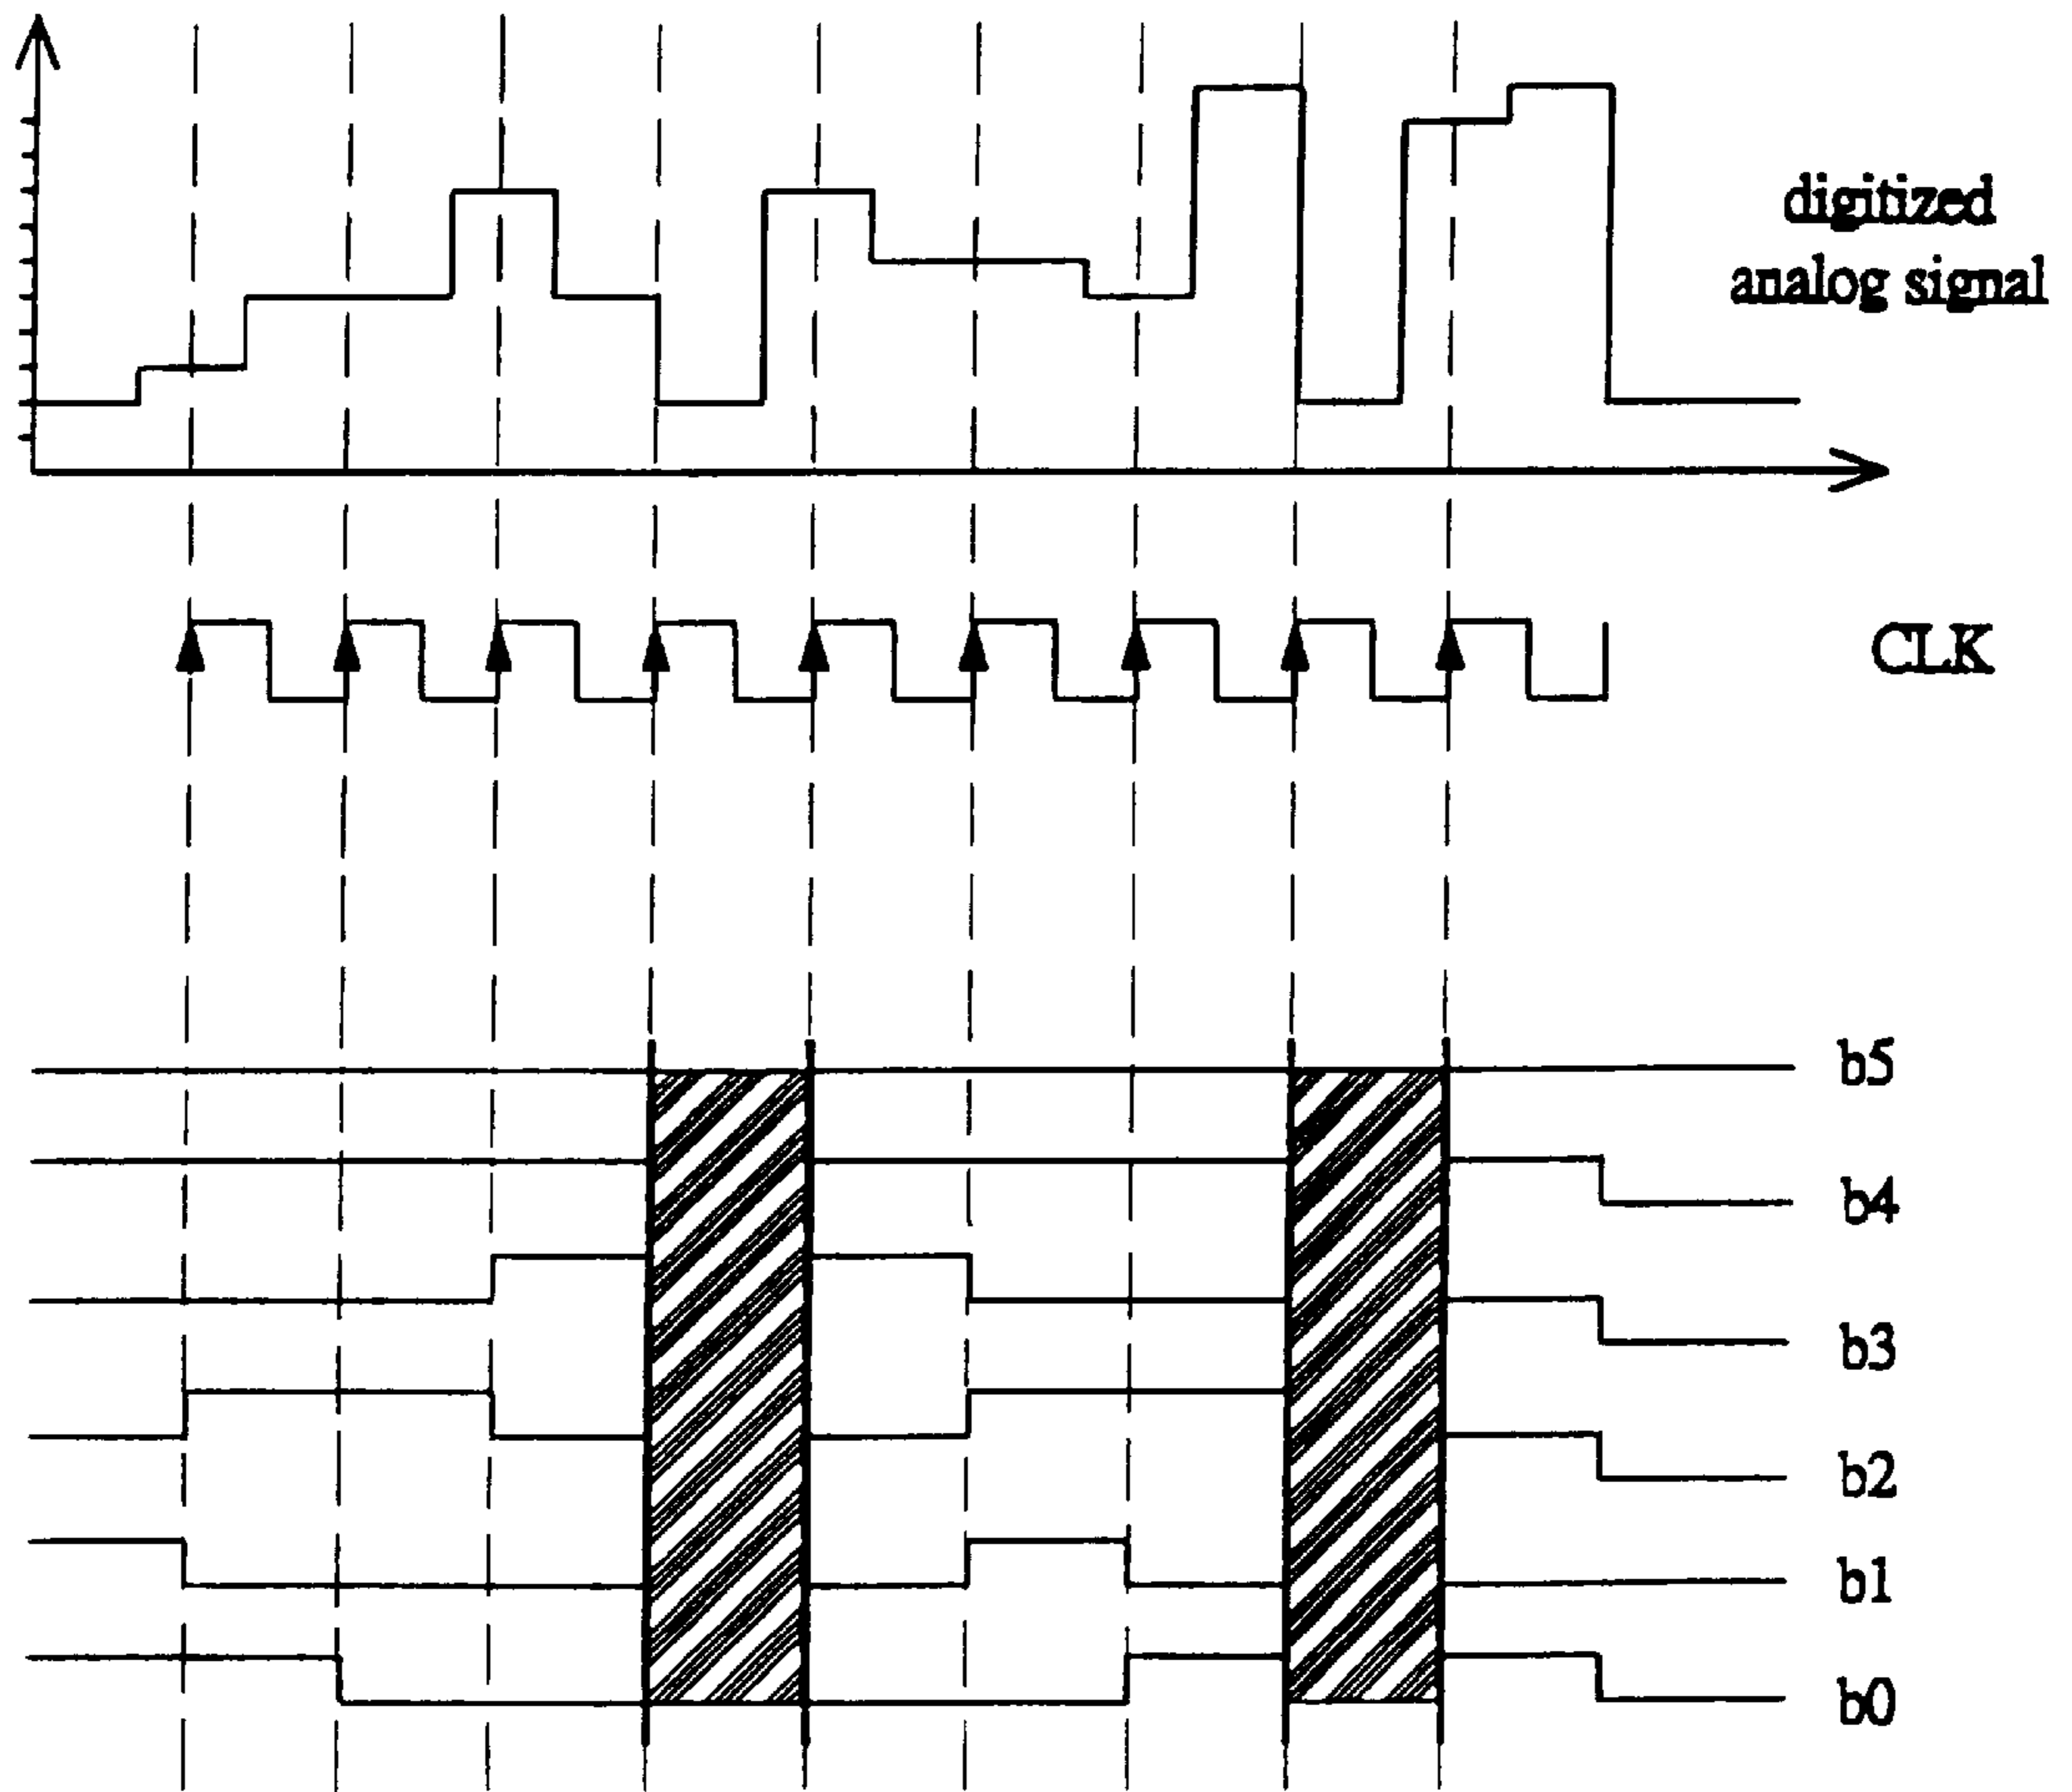 digitized
analog signal
CLK
b5
b4
b3
b2
b1
b0